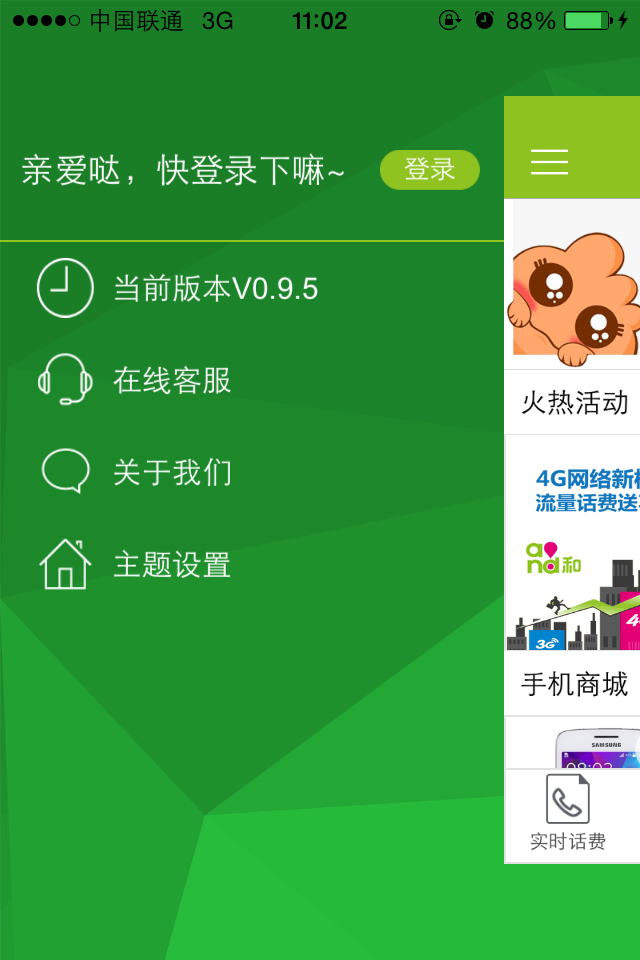 中国联通 3G 11:02 88%
亲爱哒，快登录下嘛~ 登录
当前版本V0.9.5
在线客服
关于我们
主题设置
火热活动
4G网络新
流量话费送
and和
3G
4
手机商城
SAMSUNG
08:03
实时话费